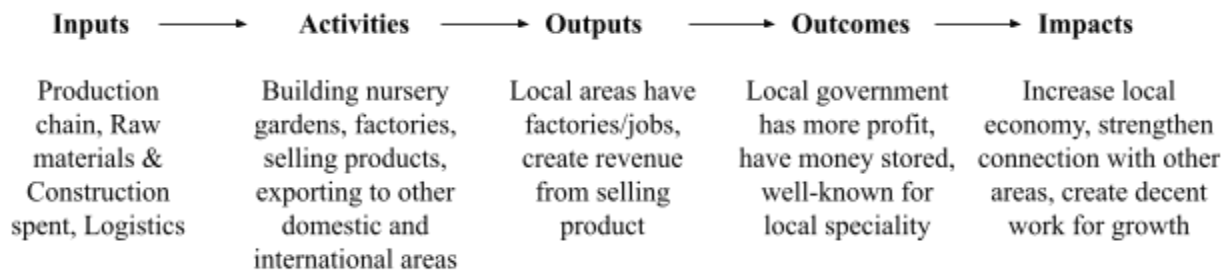 Inputs Activities Outputs Outcomes Impacts
Production
chain, Raw
materials &
Construction
spent, Logistics
Building nursery
gardens, factories,
selling products,
exporting to other
domestic and
international areas
Local areas have
factories/jobs,
create revenue
from selling
product
Local government
has more profit,
have money stored,
well-known for
local speciality
Increase local
economy, strengthen
connection with other
areas, create decent
work for growth